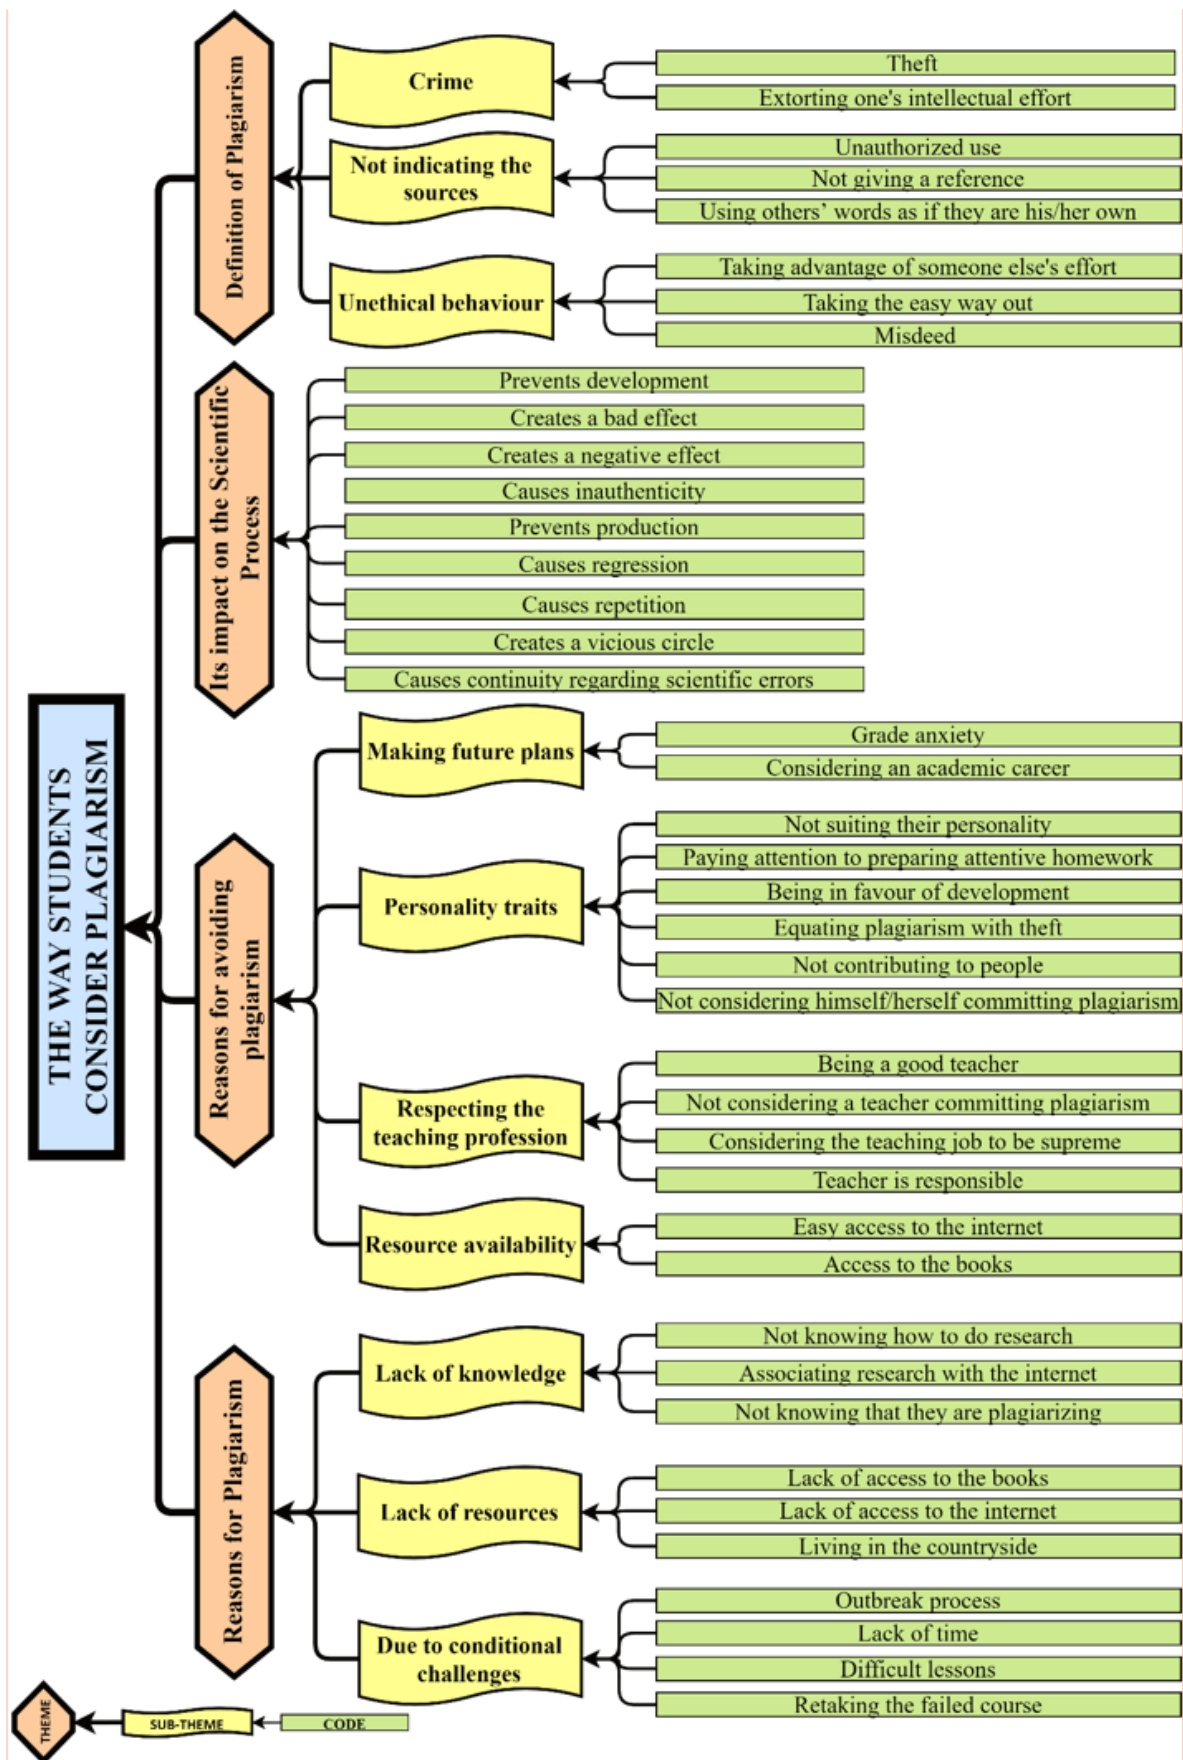 THE WAY STUDENTS
CONSIDER PLAGIARISM
Definition of Plagiarism
Crime
Theft
Extorting one's intellectual effort
Not indicating the
sources
Unauthorized use
Not giving a reference
Using others’ words as if they are his/her own
Unethical behaviour
Taking advantage of someone else's effort
Taking the easy way out
Misdeed
Its impact on the Scientific
Process
Prevents development
Creates a bad effect
Creates a negative effect
Causes inauthenticity
Prevents production
Causes regression
Causes repetition
Creates a vicious circle
Causes continuity regarding scientific errors
Reasons for avoiding
plagiarism
Making future plans
Grade anxiety
Considering an academic career
Personality traits
Not suiting their personality
Paying attention to preparing attentive homework
Being in favour of development
Equating plagiarism with theft
Not contributing to people
Not considering himself/herself committing plagiarism
Respecting the
teaching profession
Being a good teacher
Not considering a teacher committing plagiarism
Considering the teaching job to be supreme
Teacher is responsible
Resource availability
Easy access to the internet
Access to the books
Reasons for Plagiarism
Lack of knowledge
Not knowing how to do research
Associating research with the internet
Not knowing that they are plagiarizing
Lack of resources
Lack of access to the books
Lack of access to the internet
Living in the countryside
Due to conditional
challenges
Outbreak process
Lack of time
Difficult lessons
Retaking the failed course
THEME
SUB-THEME
CODE